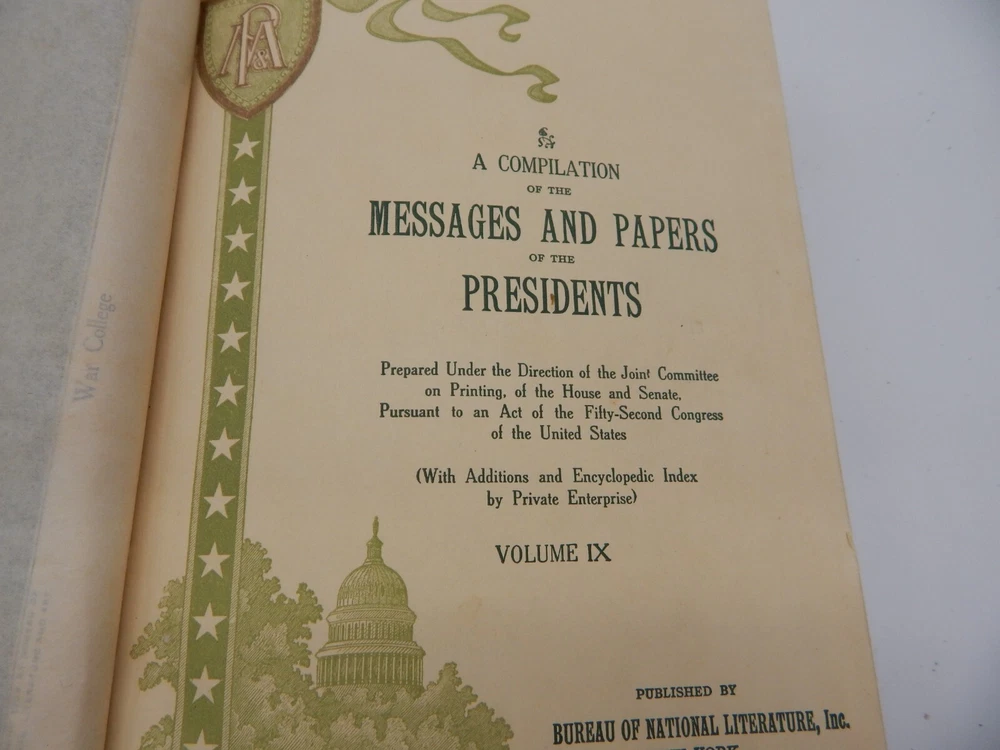 A COMPILATION
OF THE
MESSAGES AND PAPERS
OF THE
PRESIDENTS
Prepared Under the Direction of the Joint Committee
on Printing, of the House and Senate,
Pursuant to an Act of the Fifty-Second Congress
of the United States
(With Additions and Encyclopedic Index
by Private Enterprise)
VOLUME IX
PUBLISHED BY
BUREAU OF NATIONAL LITERATURE, Inc.
War College